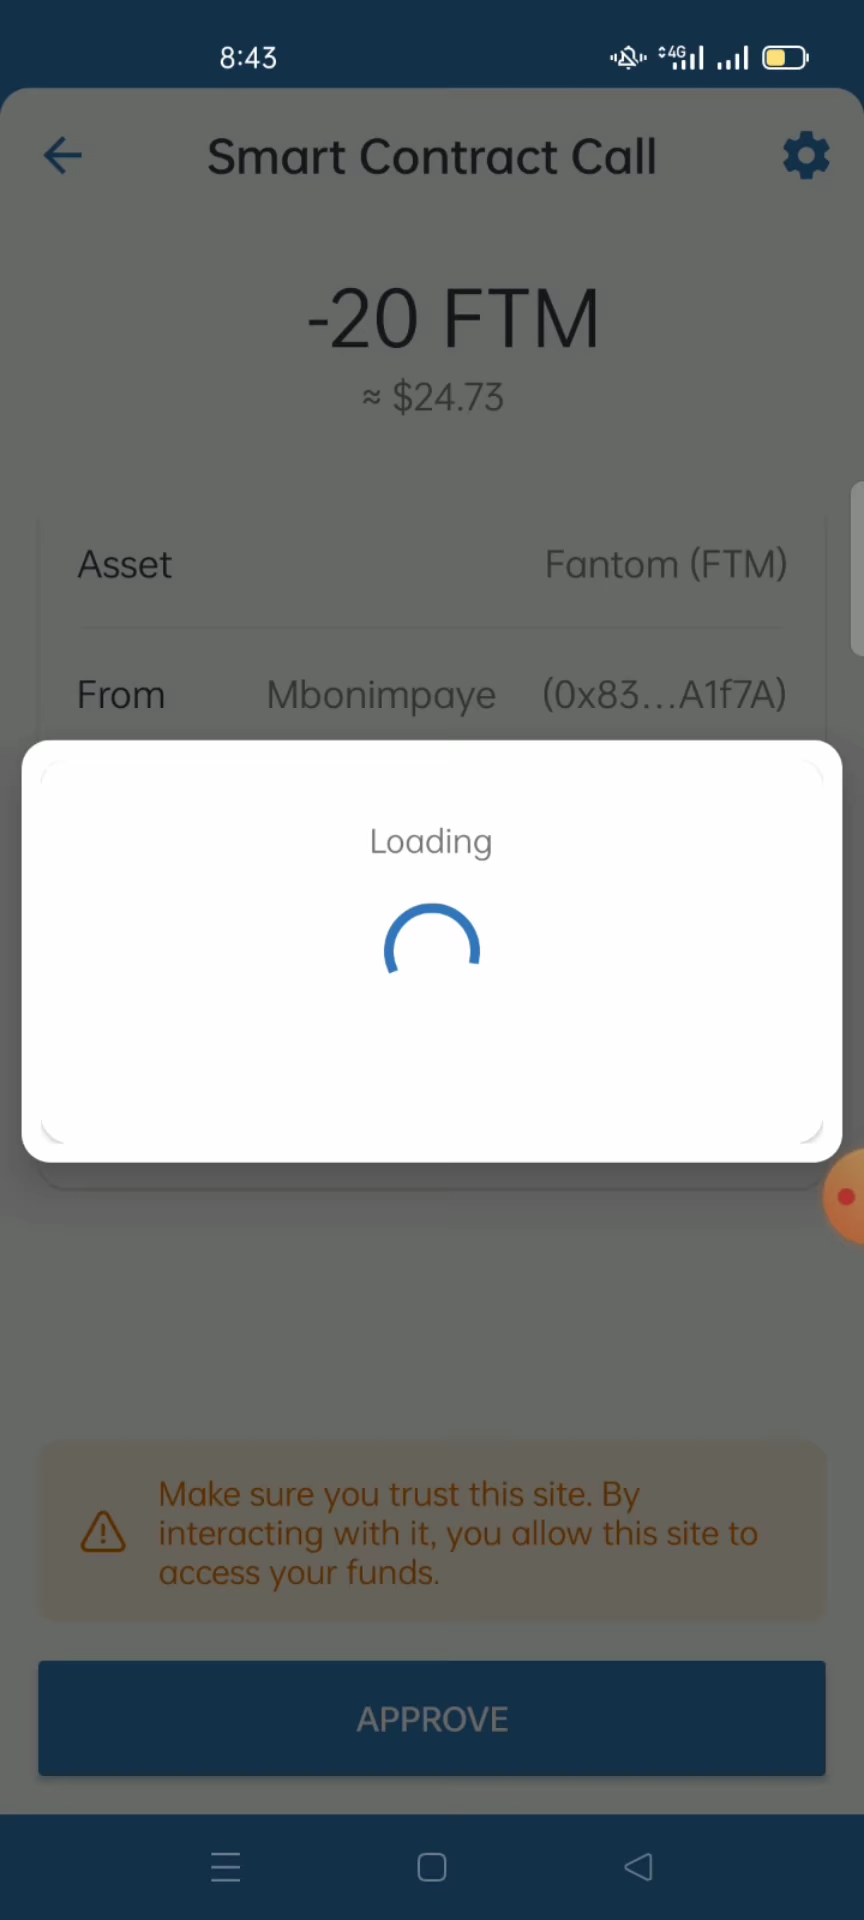 8:43
4G
Smart Contract Call
-20 FTM
≈ $24.73
Asset Fantom (FTM)
From Mbonimpaye (0x83...A1f7A)
Loading
Make sure you trust this site. By
interacting with it, you allow this site to
access your funds.
APPROVE